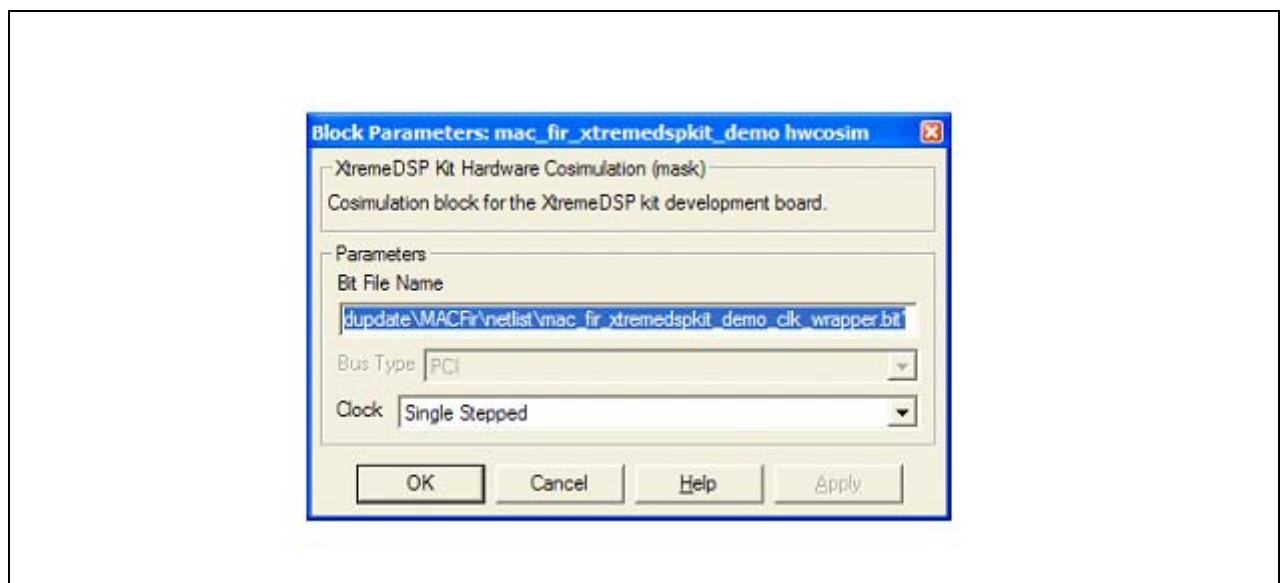 Block Parameters: mac_fir_xtremedspkit_demo hwcosim
XtremeDSP Kit Hardware Cosimulation (mask)
Cosimulation block for the XtremeDSP kit development board.
Parameters
Bit File Name
dupdate\MACFir\netlist\mac_fir_xtremedspkit_demo_clk_wrapper.bit'
Bus Type PCI
Clock Single Stepped
OK Cancel Help Apply